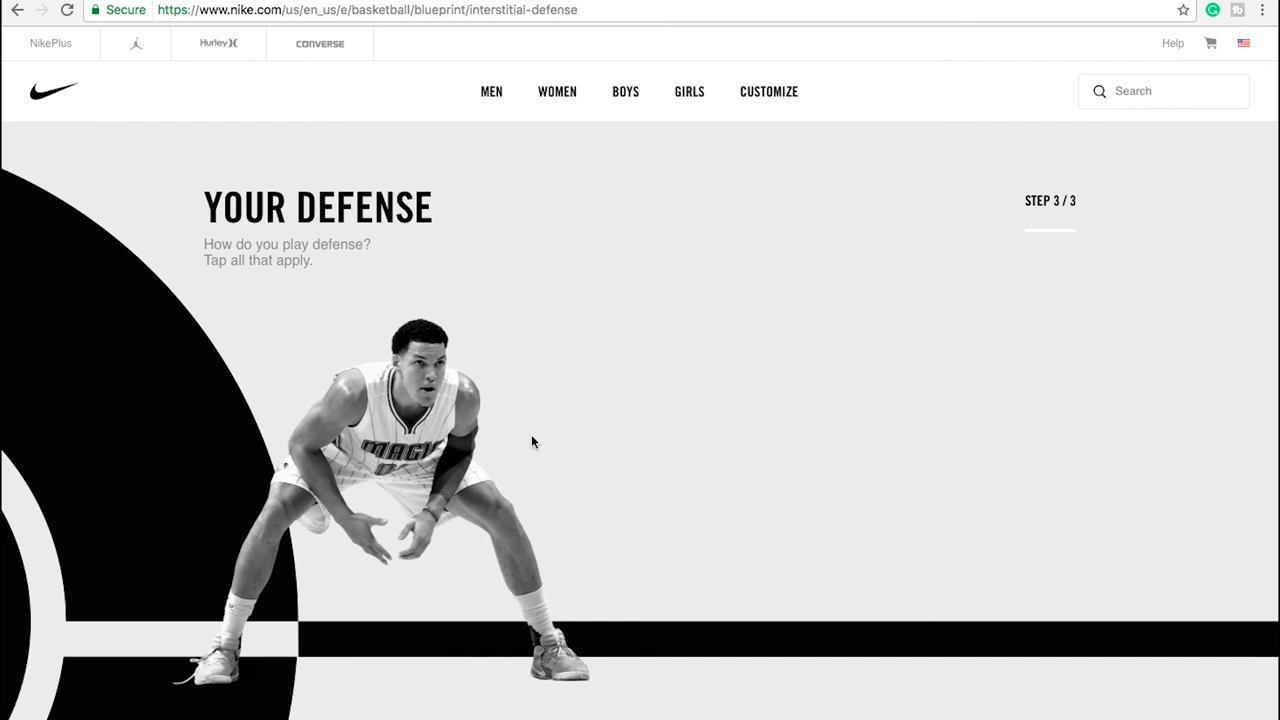 Secure
https://www.nike.com/us/en_us/e/basketball/blueprint/interstitial-defense
NikePlus
Hurley
CONVERSE
Help
MEN
WOMEN
BOYS
GIRLS
CUSTOMIZE
Search
YOUR DEFENSE
STEP 3 / 3
How do you play defense?
Tap all that apply.
MAGIC